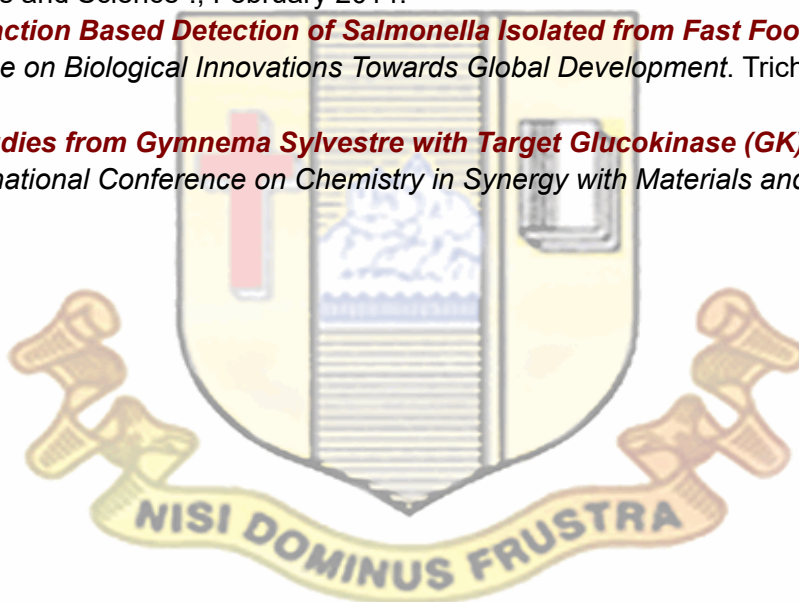 s and Science ., February 2014.
action Based Detection of Salmonella Isolated from Fast Foo
e on Biological Innovations Towards Global Development. Trich
dies from Gymnema Sylvestre with Target Glucokinase (GK)
national Conference on Chemistry in Synergy with Materials and
NISI DOMINUS FRUSTRA